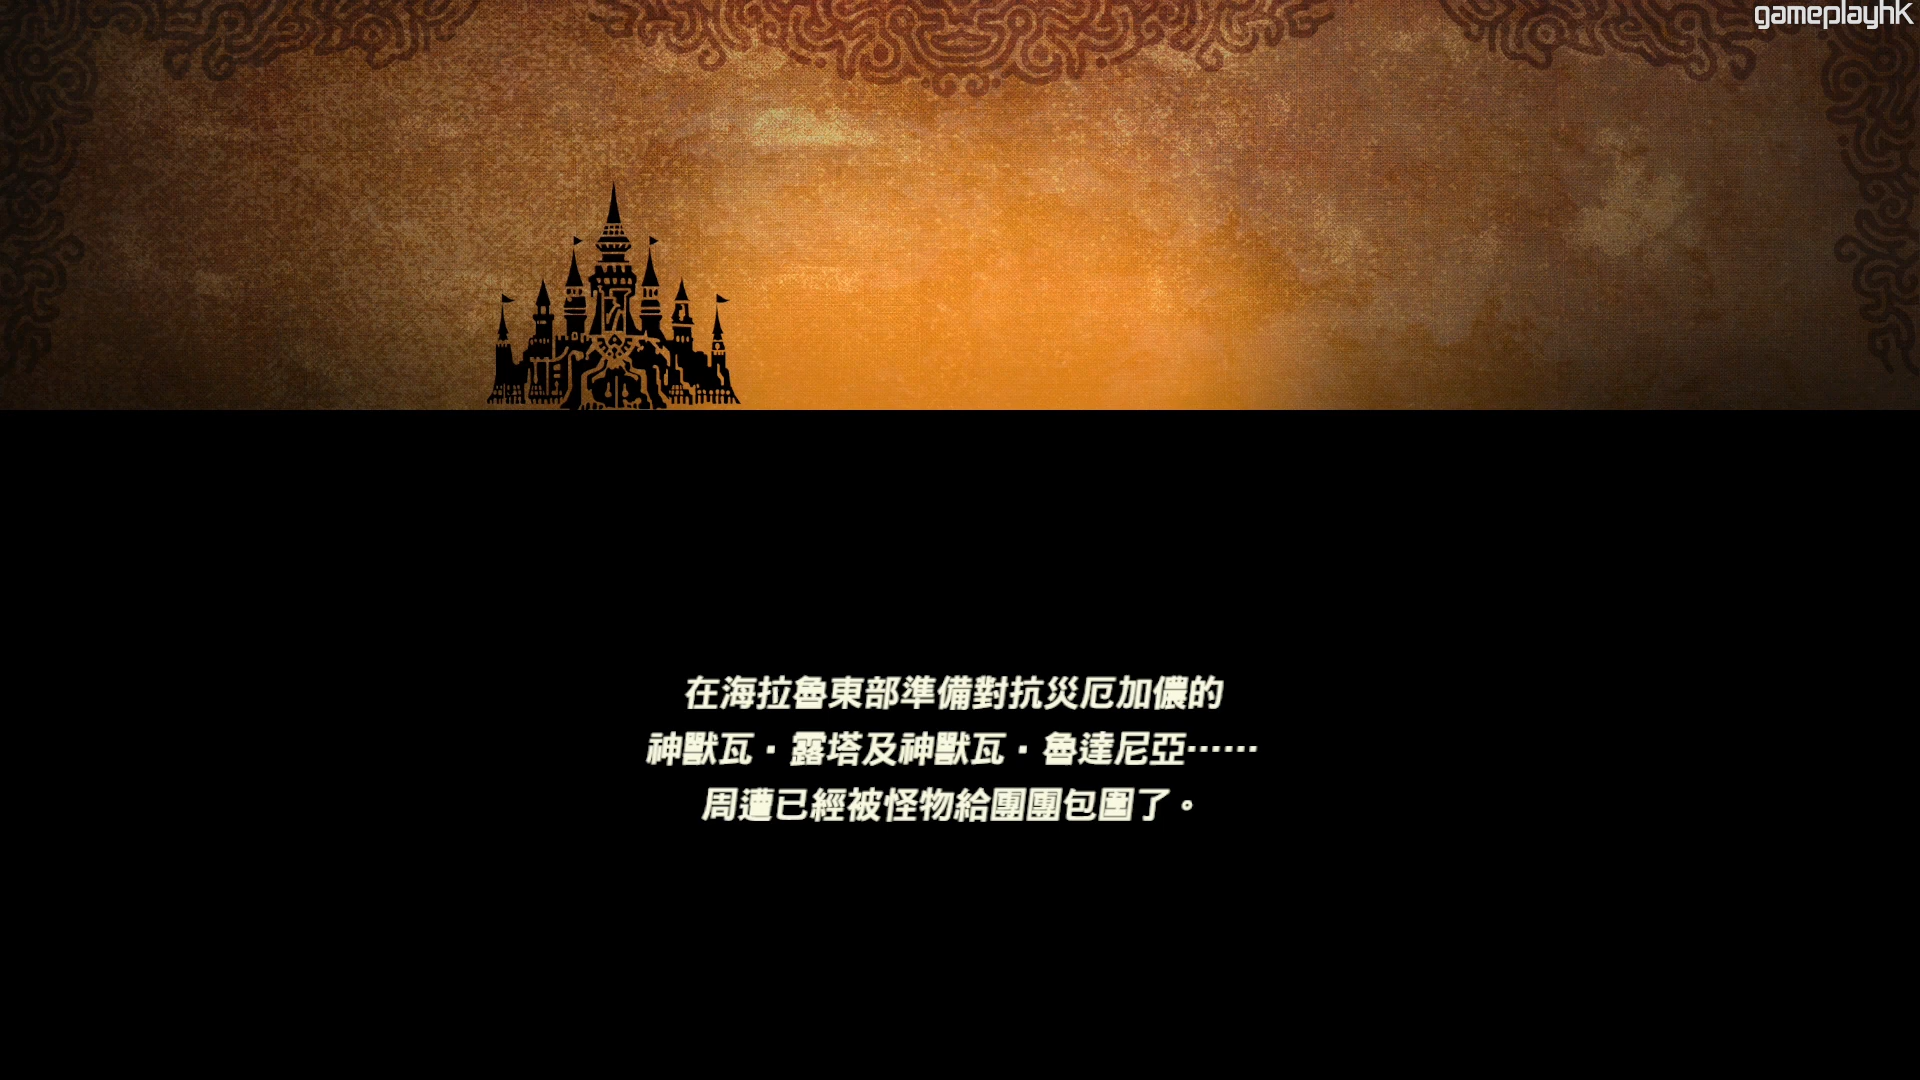 gameplayhk
在海拉魯東部準備對抗災厄加儂的
神獸瓦·露塔及神獸瓦·魯達尼亞……
周遭已經被怪物給團團包圍了。